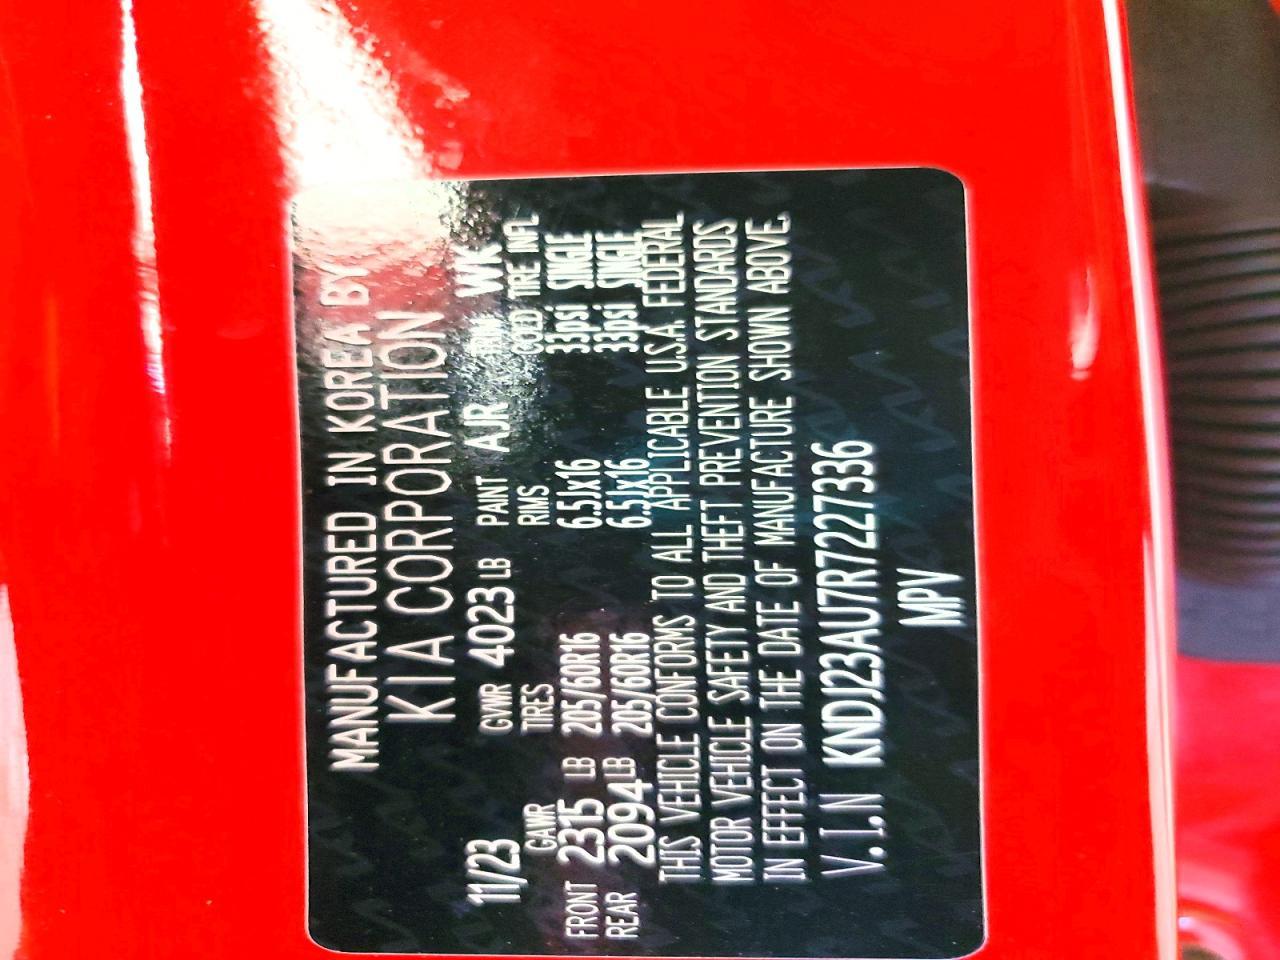 MANUFACTURED IN KOREA BY
KIA CORPORATION
11/23 GVWR 4023 LB PAINT AJR TRIM WK
GAWR TIRES RIMS COLD TIRE INFL
FRONT 2315 LB 205/60R16 6.5Jx16 33psi SINGLE
REAR 2094 LB 205/60R16 6.5Jx16 33psi SINGLE
THIS VEHICLE CONFORMS TO ALL APPLICABLE U.S.A. FEDERAL
MOTOR VEHICLE SAFETY AND THEFT PREVENTION STANDARDS
IN EFFECT ON THE DATE OF MANUFACTURE SHOWN ABOVE.
V.I.N KNDJ23AU7R7227336
MPV